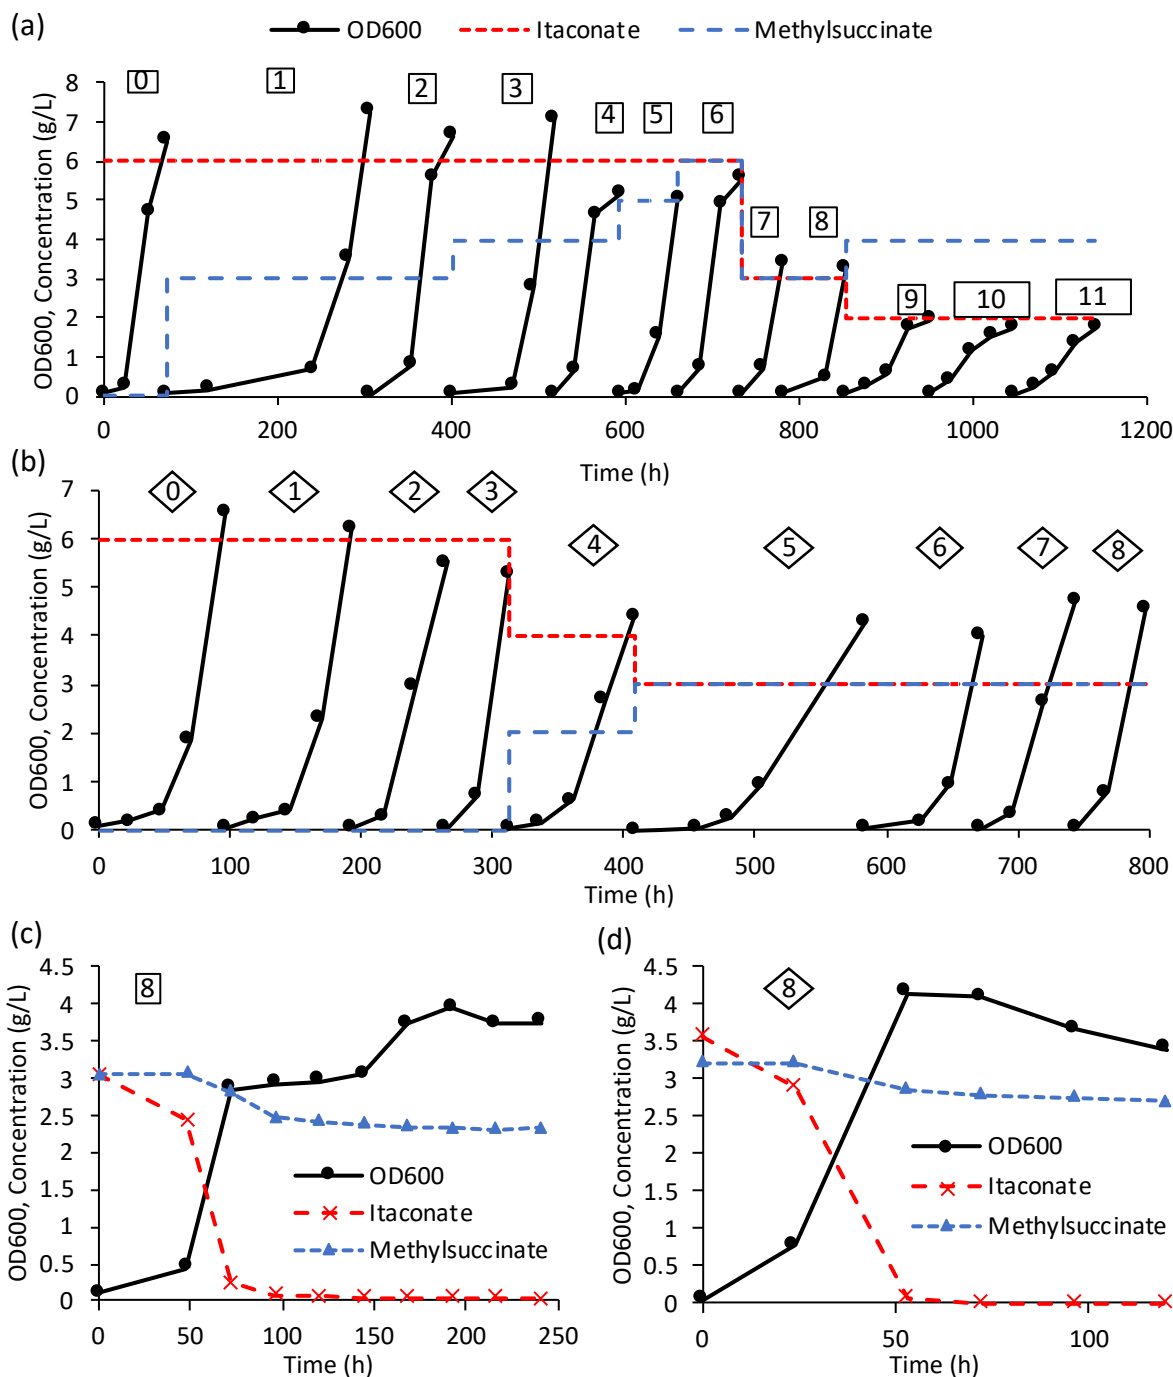 (a)
OD600 Itaconate Methylsuccinate
OD600, Concentration (g/L)
8
7
6
5
4
3
2
1
0
0 1 2 3 4 5 6 7 8 9 10 11
0 200 400 600 800 1000 1200
Time (h)
(b)
OD600, Concentration (g/L)
7
6
5
4
3
2
1
0
0 1 2 3 4 5 6 7 8
0 100 200 300 400 500 600 700 800
Time (h)
(c)
OD600, Concentration (g/L)
4.5
4
3.5
3
2.5
2
1.5
1
0.5
0
8
OD600
Itaconate
Methylsuccinate
0 50 100 150 200 250
Time (h)
(d)
OD600, Concentration (g/L)
4.5
4
3.5
3
2.5
2
1.5
1
0.5
0
8
OD600
Itaconate
Methylsuccinate
0 50 100
Time (h)